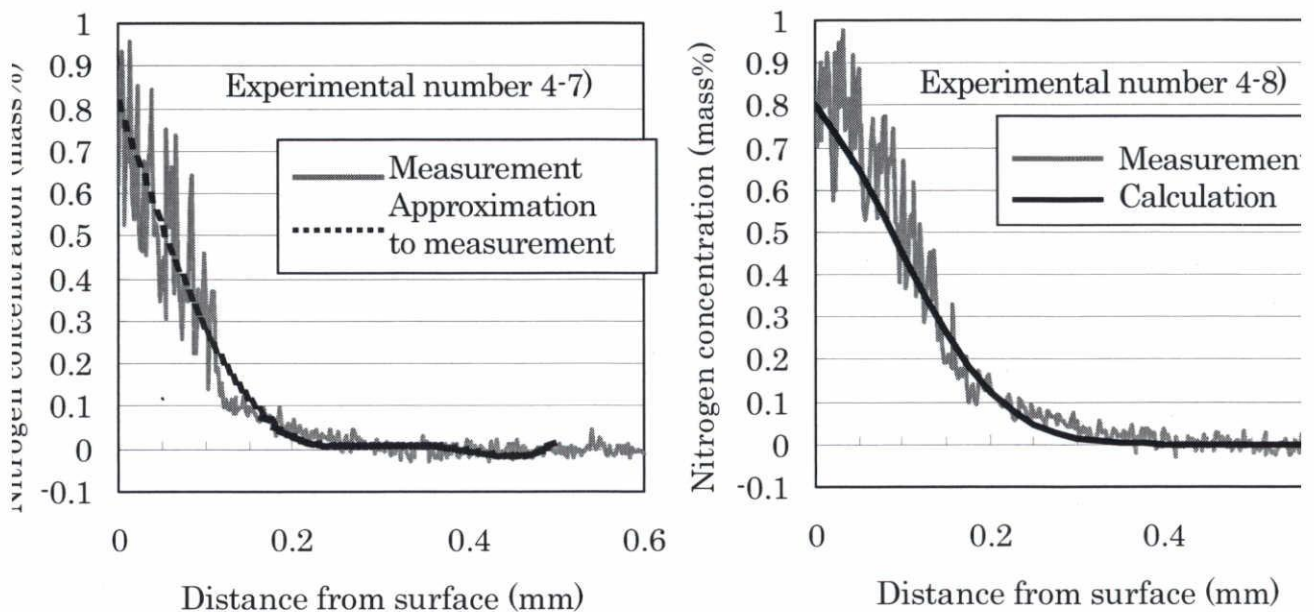 Nitrogen concentration (mass%)
1
0.9
0.8
0.7
0.6
0.5
0.4
0.3
0.2
0.1
0
-0.1
Experimental number 4-7)
Measurement
Approximation
to measurement
0
0.2
0.4
0.6
Distance from surface (mm)
Nitrogen concentration (mass%)
1
0.9
0.8
0.7
0.6
0.5
0.4
0.3
0.2
0.1
0
-0.1
Experimental number 4-8)
Measuremen
Calculation
0
0.2
0.4
Distance from surface (mm)